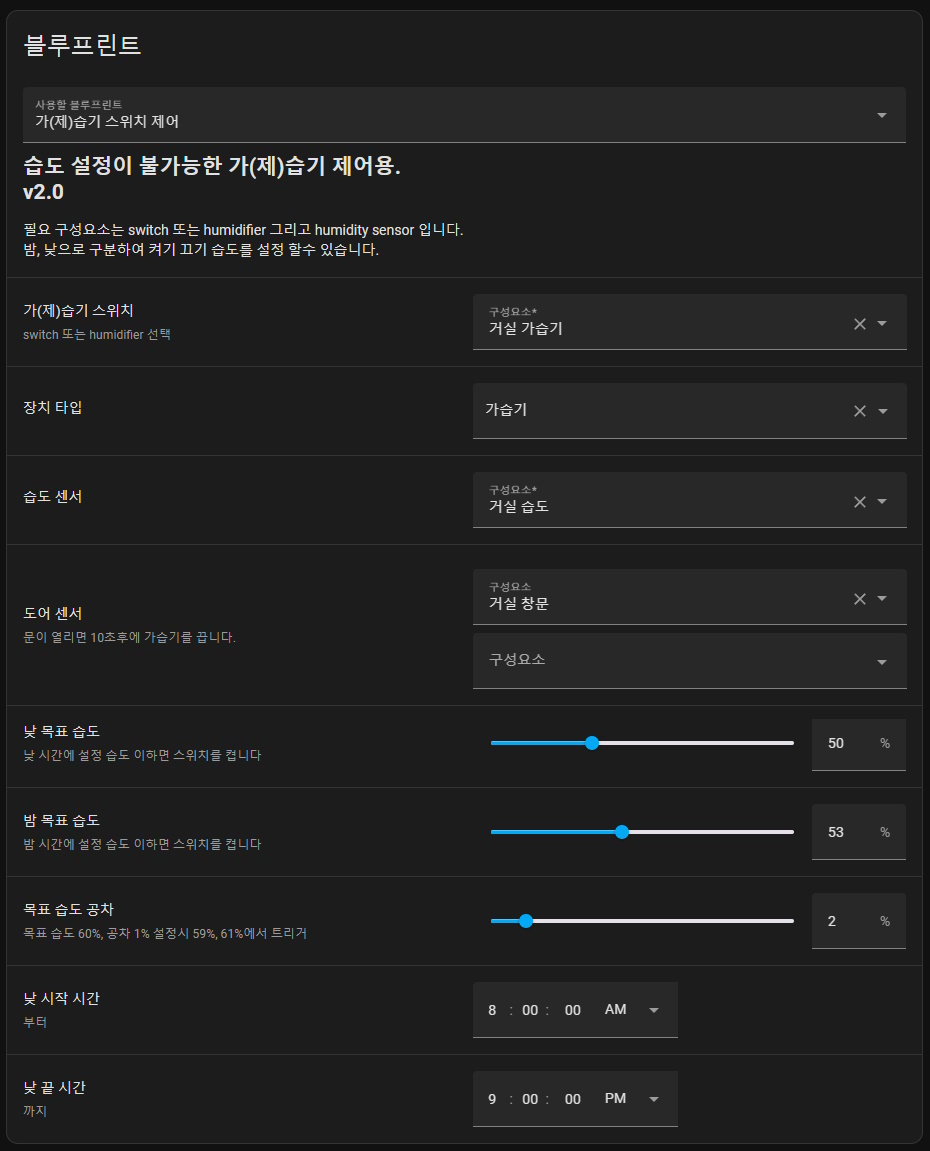 블루프린트
사용할 블루프린트
가(제)습기 스위치 제어
습도 설정이 불가능한 가(제)습기 제어용.
v2.0
필요 구성요소는 switch 또는 humidifier 그리고 humidity sensor 입니다.
밤, 낮으로 구분하여 켜기 끄기 습도를 설정 할수 있습니다.
가(제)습기 스위치
switch 또는 humidifier 선택
구성요소*
거실 가습기
장치 타입
가습기
습도 센서
구성요소*
거실 습도
도어 센서
문이 열리면 10초후에 가습기를 끕니다.
구성요소
거실 창문
구성요소
낮 목표 습도
낮 시간에 설정 습도 이하면 스위치를 켭니다
50 %
밤 목표 습도
밤 시간에 설정 습도 이하면 스위치를 켭니다
53 %
목표 습도 공차
목표 습도 60%, 공차 1% 설정시 59%, 61%에서 트리거
2 %
낮 시작 시간
부터
8 : 00 : 00 AM
낮 끝 시간
까지
9 : 00 : 00 PM